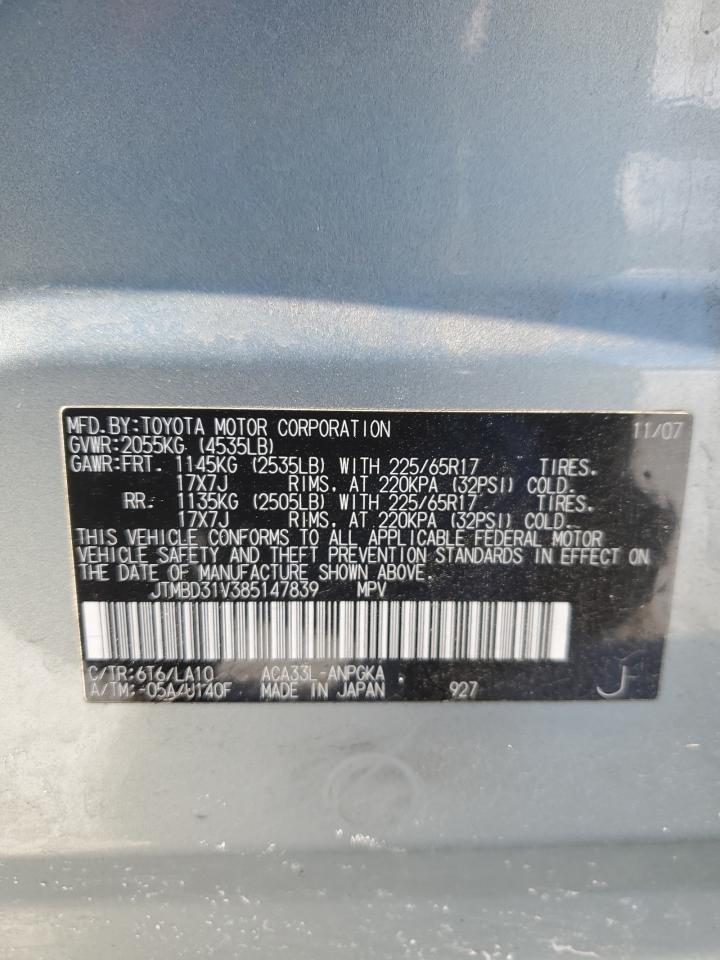 MFD.BY:TOYOTA MOTOR CORPORATION 11/07
GVWR:2055KG (4535LB)
GAWR:FRT. 1145KG (2535LB) WITH 225/65R17 TIRES.
17X7J RIMS. AT 220KPA (32PSI) COLD.
RR. 1135KG (2505LB) WITH 225/65R17 TIRES.
17X7J RIMS. AT 220KPA (32PSI) COLD.
THIS VEHICLE CONFORMS TO ALL APPLICABLE FEDERAL MOTOR
VEHICLE SAFETY AND THEFT PREVENTION STANDARDS IN EFFECT ON
THE DATE OF MANUFACTURE SHOWN ABOVE.
JTMBD31V385147839 MPV
C/TR:6T6/LA10 ACA33L-ANPGKA
A/TM:-05A/U140F MADE IN JAPAN 927
JF